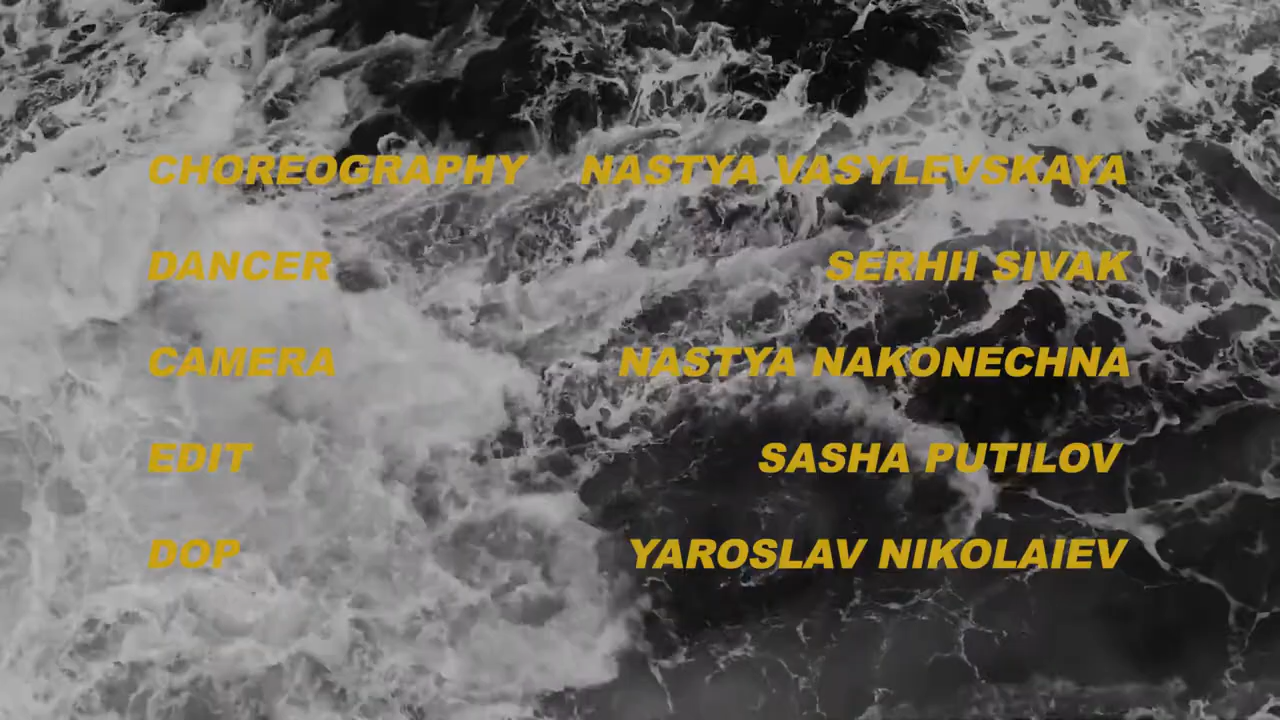 CHOREOGRAPHY NASTYA VASYLEVSKAYA
DANCER SERHII SIVAK
CAMERA NASTYA NAKONECHNA
EDIT SASHA PUTILOV
DOP YAROSLAV NIKOLAIEV